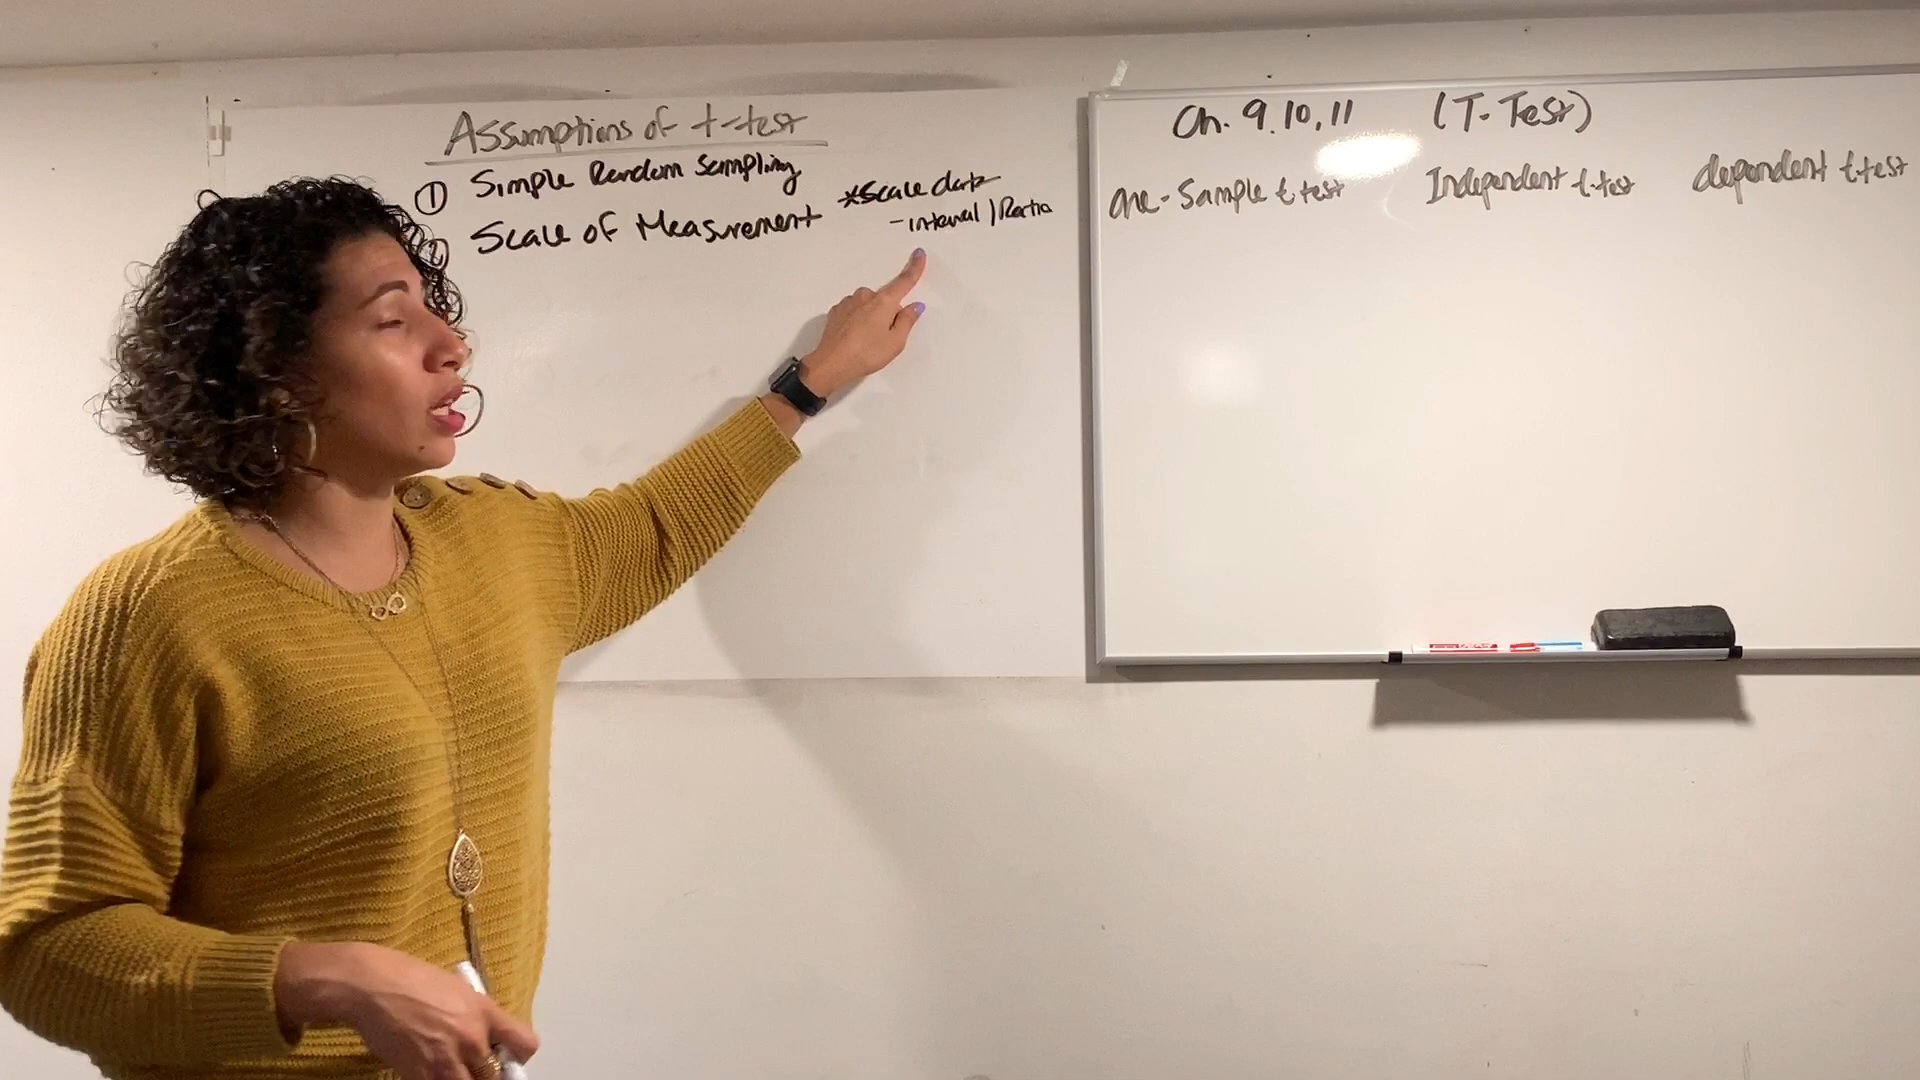 Assumptions of t-test
① Simple Random Sampling
② Scale of Measurement
*Scale data
- interval / Ratio
Ch. 9, 10, 11 (T-Test)
one-Sample t-test Independent t-test dependent t-test